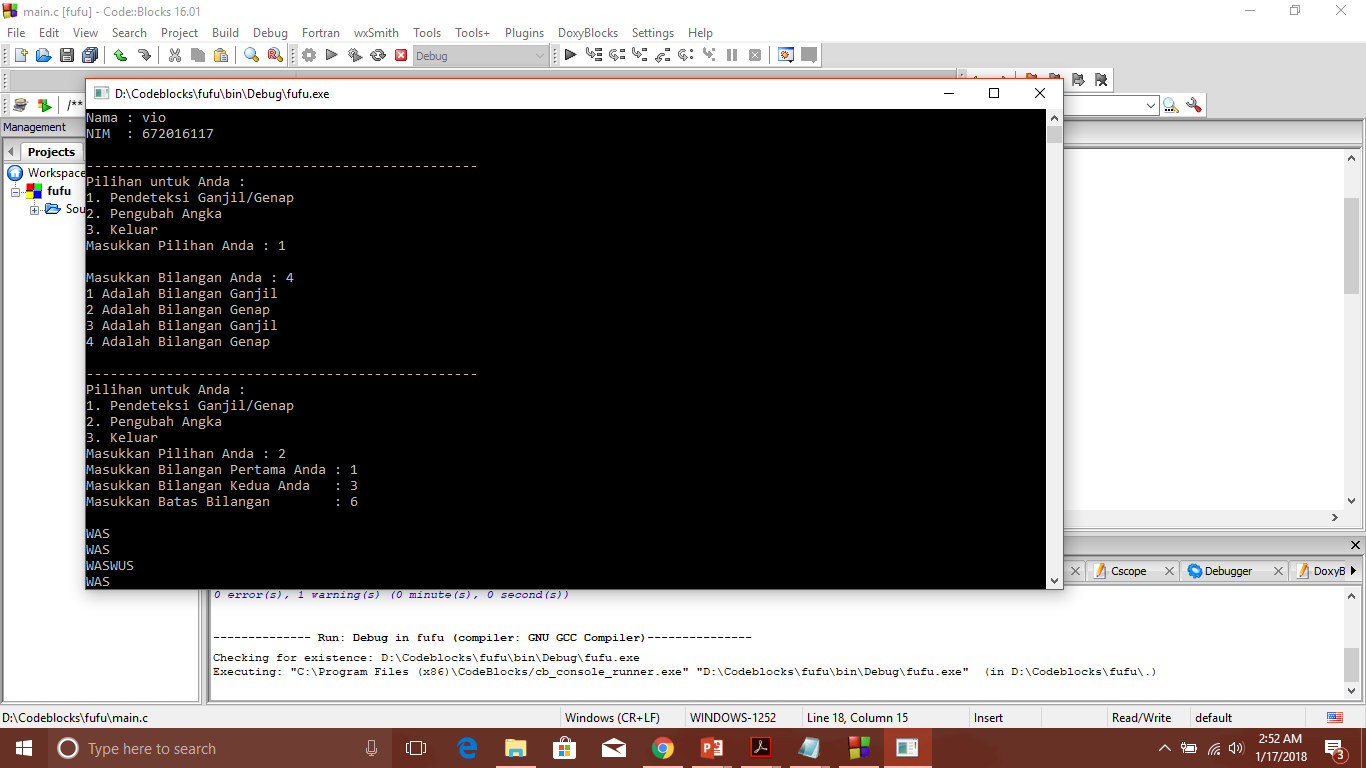 main.c [fufu] - Code::Blocks 16.01
File Edit View Search Project Build Debug Fortran wxSmith Tools Tools+ Plugins DoxyBlocks Settings Help
Debug
/**
Management
Projects
Workspace
fufu
Sou
D:\Codeblocks\fufu\bin\Debug\fufu.exe
Nama : vio
NIM  : 672016117
-------------------------------------------------
Pilihan untuk Anda :
1. Pendeteksi Ganjil/Genap
2. Pengubah Angka
3. Keluar
Masukkan Pilihan Anda : 1
Masukkan Bilangan Anda : 4
1 Adalah Bilangan Ganjil
2 Adalah Bilangan Genap
3 Adalah Bilangan Ganjil
4 Adalah Bilangan Genap
-------------------------------------------------
Pilihan untuk Anda :
1. Pendeteksi Ganjil/Genap
2. Pengubah Angka
3. Keluar
Masukkan Pilihan Anda : 2
Masukkan Bilangan Pertama Anda : 1
Masukkan Bilangan Kedua Anda   : 3
Masukkan Batas Bilangan        : 6
WAS
WAS
WASWUS
WAS
Cscope Debugger DoxyB
0 error(s), 1 warning(s) (0 minute(s), 0 second(s))
-------------- Run: Debug in fufu (compiler: GNU GCC Compiler)---------------
Checking for existence: D:\Codeblocks\fufu\bin\Debug\fufu.exe
Executing: "C:\Program Files (x86)\CodeBlocks/cb_console_runner.exe" "D:\Codeblocks\fufu\bin\Debug\fufu.exe"  (in D:\Codeblocks\fufu\.)
D:\Codeblocks\fufu\main.c Windows (CR+LF) WINDOWS-1252 Line 18, Column 15 Insert Read/Write default
Type here to search
2:52 AM
1/17/2018
3